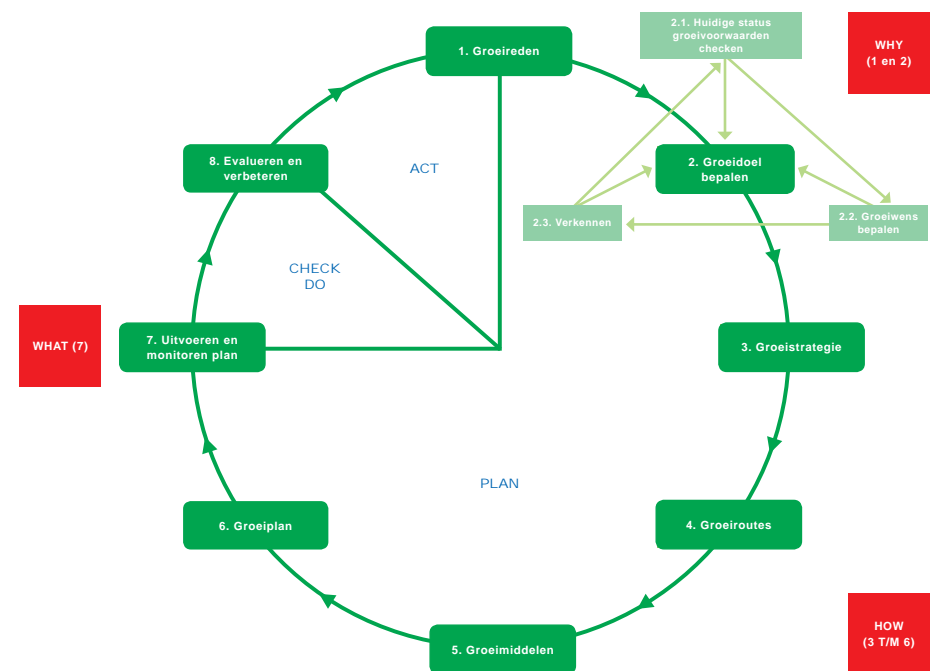 2.1. Huidige status
groeivoorwaarden
checken
WHY
(1 en 2)
1. Groeireden
8. Evalueren en
verbeteren
ACT
2. Groeidoel
bepalen
2.3. Verkennen
2.2. Groeiwens
bepalen
CHECK
DO
WHAT (7)
7. Uitvoeren en
monitoren plan
3. Groeistrategie
PLAN
6. Groeiplan
4. Groeiroutes
5. Groeimiddelen
HOW
(3 T/M 6)